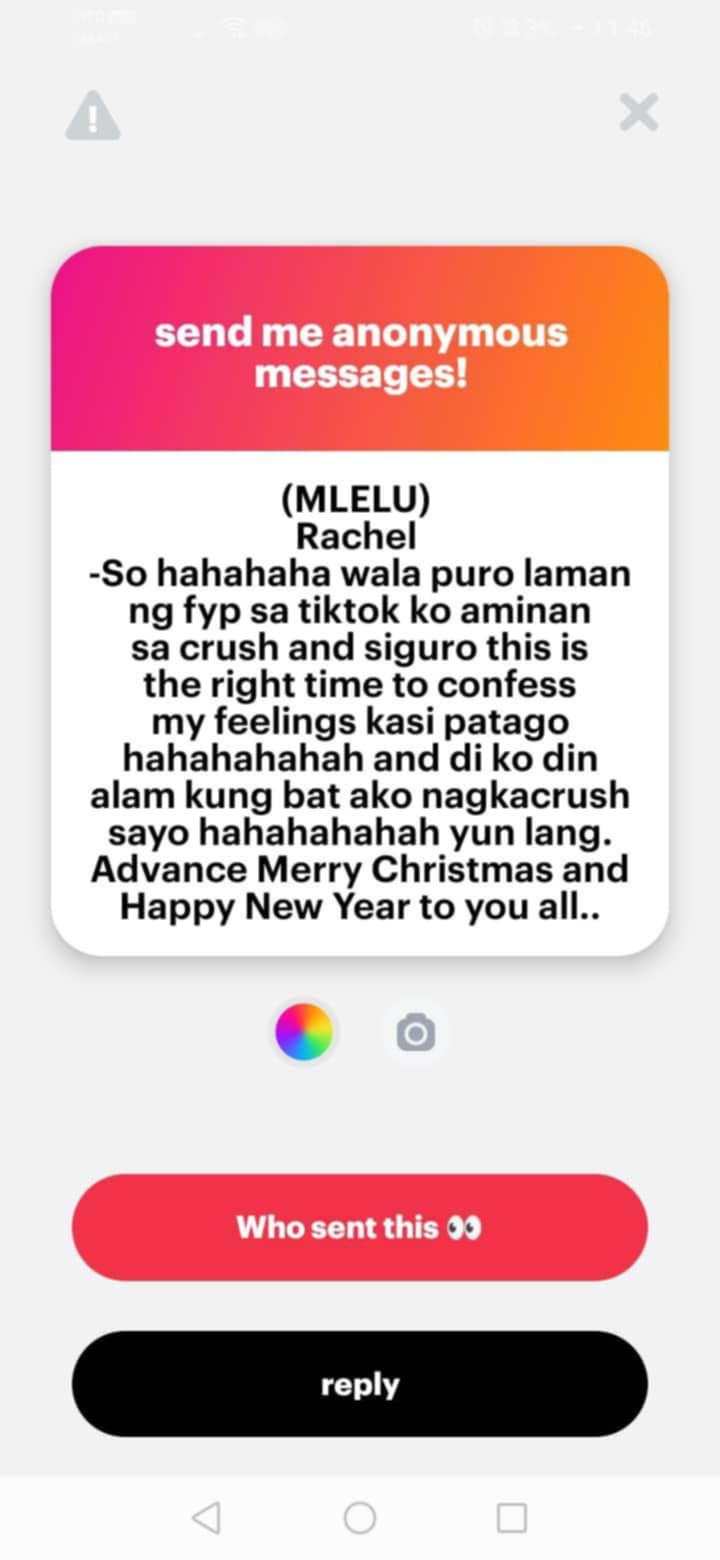 send me anonymous
messages!
(MLELU)
Rachel
-So hahahaha wala puro laman
ng fyp sa tiktok ko aminan
sa crush and siguro this is
the right time to confess
my feelings kasi patago
hahahahahah and di ko din
alam kung bat ako nagkacrush
sayo hahahahahah yun lang.
Advance Merry Christmas and
Happy New Year to you all..
Who sent this 👀
reply